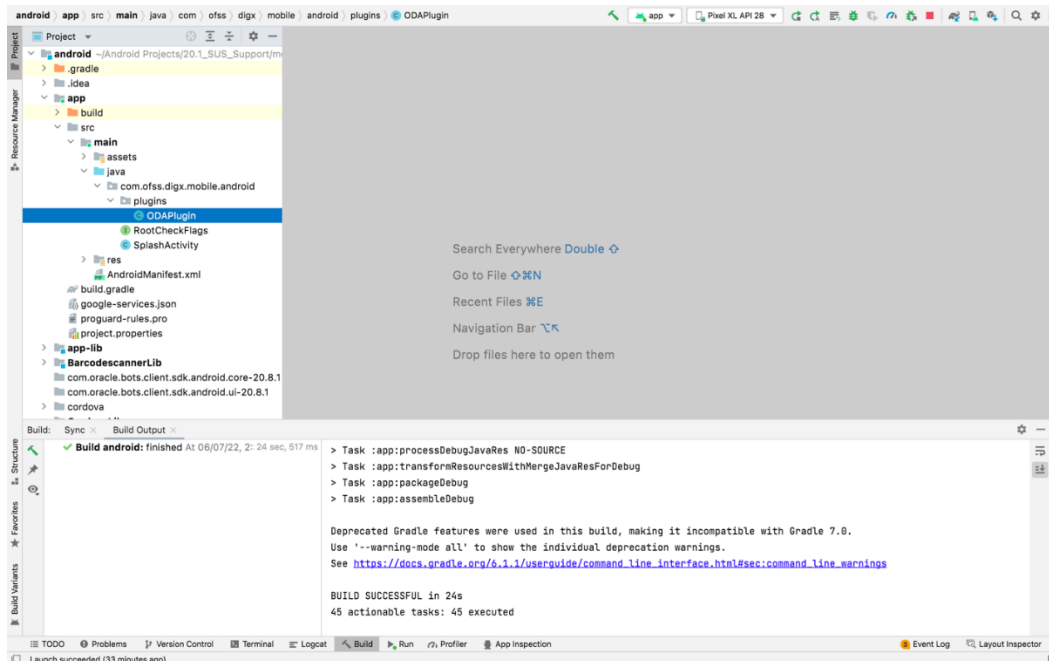 android app src main java com ofss digx mobile android plugins ODAPlugin
app Pixel XL API 28
Project
android ~/Android Projects/20.1_SUS_Support/m
.gradle
.idea
app
build
src
main
assets
java
com.ofss.digx.mobile.android
plugins
ODAPlugin
RootCheckFlags
SplashActivity
res
AndroidManifest.xml
build.gradle
google-services.json
proguard-rules.pro
project.properties
app-lib
BarcodescannerLib
com.oracle.bots.client.sdk.android.core-20.8.1
com.oracle.bots.client.sdk.android.ui-20.8.1
cordova
Project
Resource Manager
Search Everywhere Double ⇧
Go to File ⇧⌘N
Recent Files ⌘E
Navigation Bar ⌥↖
Drop files here to open them
Build: Sync × Build Output ×
Build android: finished At 06/07/22, 2: 24 sec, 517 ms
> Task :app:processDebugJavaRes NO-SOURCE
> Task :app:transformResourcesWithMergeJavaResForDebug
> Task :app:packageDebug
> Task :app:assembleDebug
Deprecated Gradle features were used in this build, making it incompatible with Gradle 7.0.
Use '--warning-mode all' to show the individual deprecation warnings.
See https://docs.gradle.org/6.1.1/userguide/command_line_interface.html#sec:command_line_warnings
BUILD SUCCESSFUL in 24s
45 actionable tasks: 45 executed
Structure
Favorites
Build Variants
TODO Problems Version Control Terminal Logcat Build Run Profiler App Inspection Event Log Layout Inspector
Launch succeeded (33 minutes ago)